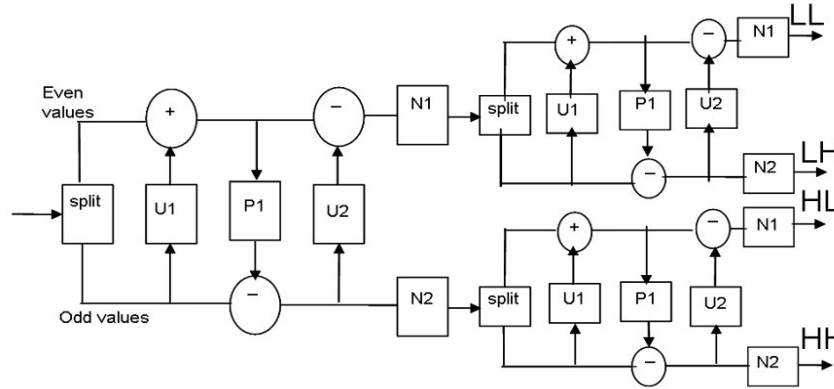 Even
values
split
+
U1
P1
−
U2
−
Odd values
N1
N2
split
+
U1
P1
−
U2
−
N1
LL
N2
LH
split
+
U1
P1
−
U2
−
N1
HL
N2
HH